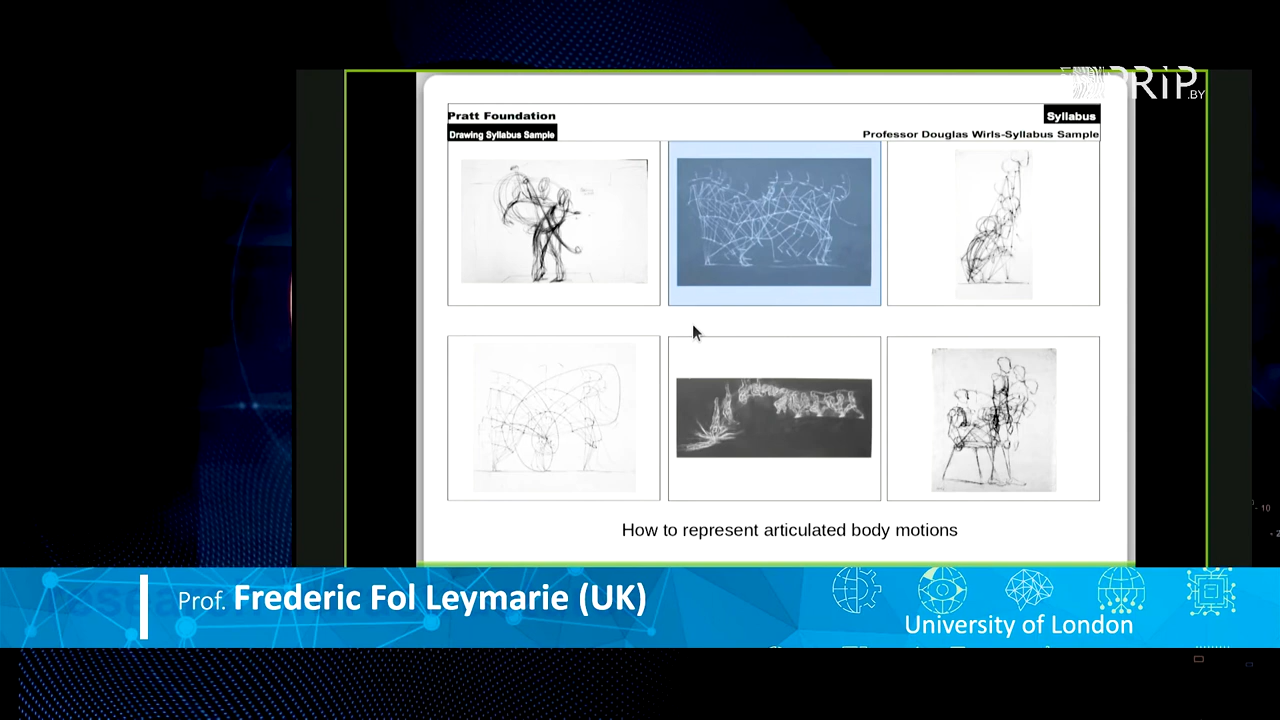 PRiP.BY
Pratt Foundation
Syllabus
Drawing Syllabus Sample
Professor Douglas Wirls-Syllabus Sample
How to represent articulated body motions
Prof. Frederic Fol Leymarie (UK)
University of London
10